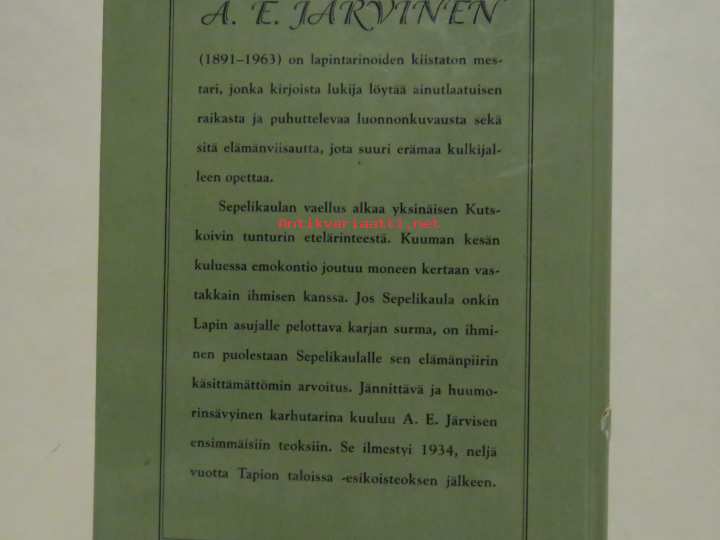 A. E. JÄRVINEN
(1891–1963) on lapintarinoiden kiistaton mes-
tari, jonka kirjoista lukija löytää ainutlaatuisen
raikasta ja puhuttelevaa luonnonkuvausta sekä
sitä elämänviisautta, jota suuri erämaa kulkijal-
leen opettaa.
Sepelikaulan vaellus alkaa yksinäisen Kuts-
Antikvariaatti.net
koivin tunturin etelärinteestä. Kuuman kesän
kuluessa emokontio joutuu moneen kertaan vas-
takkain ihmisen kanssa. Jos Sepelikaula onkin
Lapin asujalle pelottava karjan surma, on ihmi-
nen puolestaan Sepelikaulalle sen elämänpiirin
käsittämättömin arvoitus. Jännittävä ja huumo-
rinsävyinen karhutarina kuuluu A. E. Järvisen
ensimmäisiin teoksiin. Se ilmestyi 1934, neljä
vuotta Tapion taloissa -esikoisteoksen jälkeen.